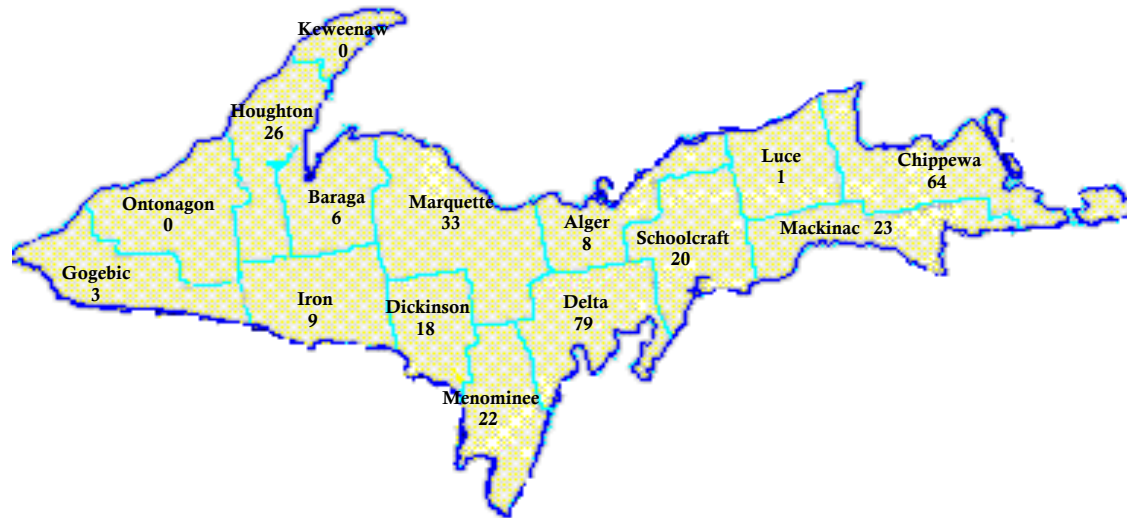 Keweenaw
0
Houghton
26
Ontonagon
0
Baraga
6
Marquette
33
Gogebic
3
Iron
9
Dickinson
18
Menominee
22
Alger
8
Delta
79
Schoolcraft
20
Luce
1
Mackinac 23
Chippewa
64